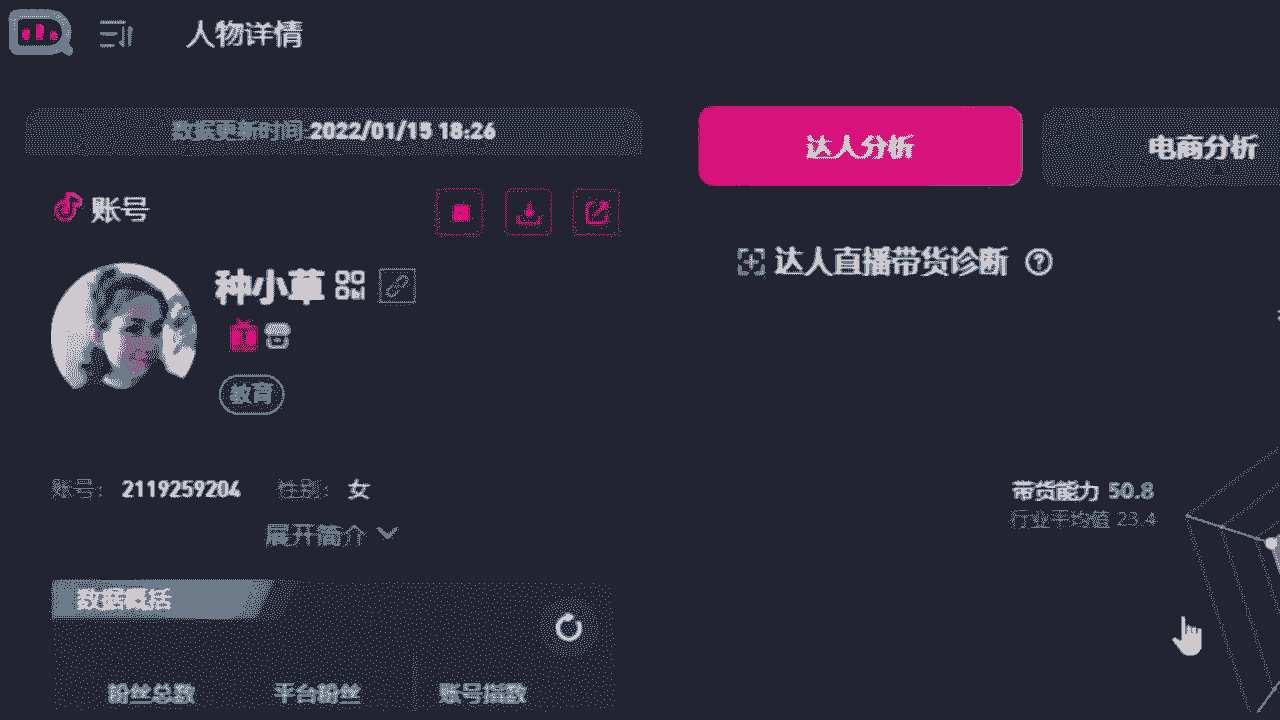 人物详情
数据更新时间 2022/01/15 18:26
达人分析
电商分析
账号
达人直播带货诊断
种小草
教育
账号: 2119259204 性别: 女
展开简介
带货能力 50.8
行业平均值 23.4
数据概括
粉丝总数 平台粉丝 账号指数